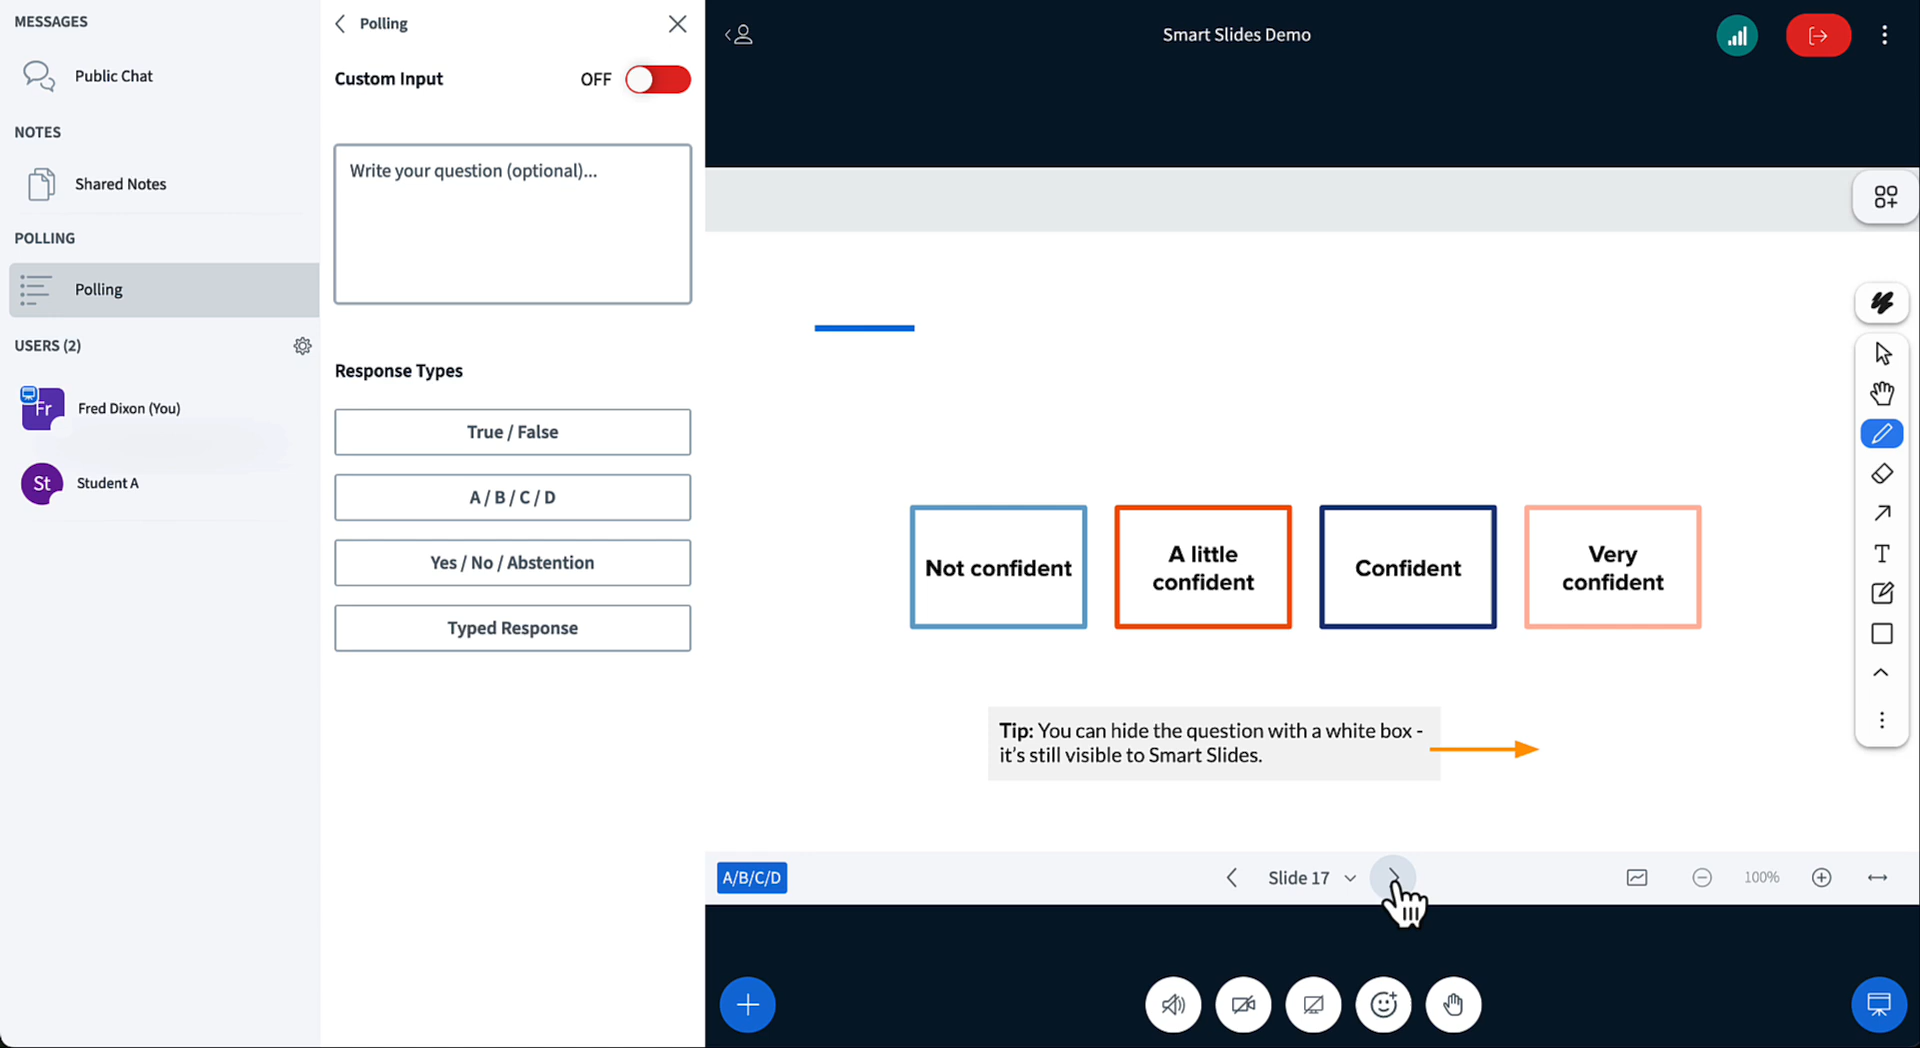 MESSAGES
Public Chat
NOTES
Shared Notes
POLLING
Polling
USERS (2)
Fr
Fred Dixon (You)
St
Student A
Polling
Custom Input
OFF
Write your question (optional)...
Response Types
True / False
A / B / C / D
Yes / No / Abstention
Typed Response
Smart Slides Demo
Not confident
A little
confident
Confident
Very
confident
Tip: You can hide the question with a white box -
it's still visible to Smart Slides.
T
A/B/C/D
Slide 17
100%